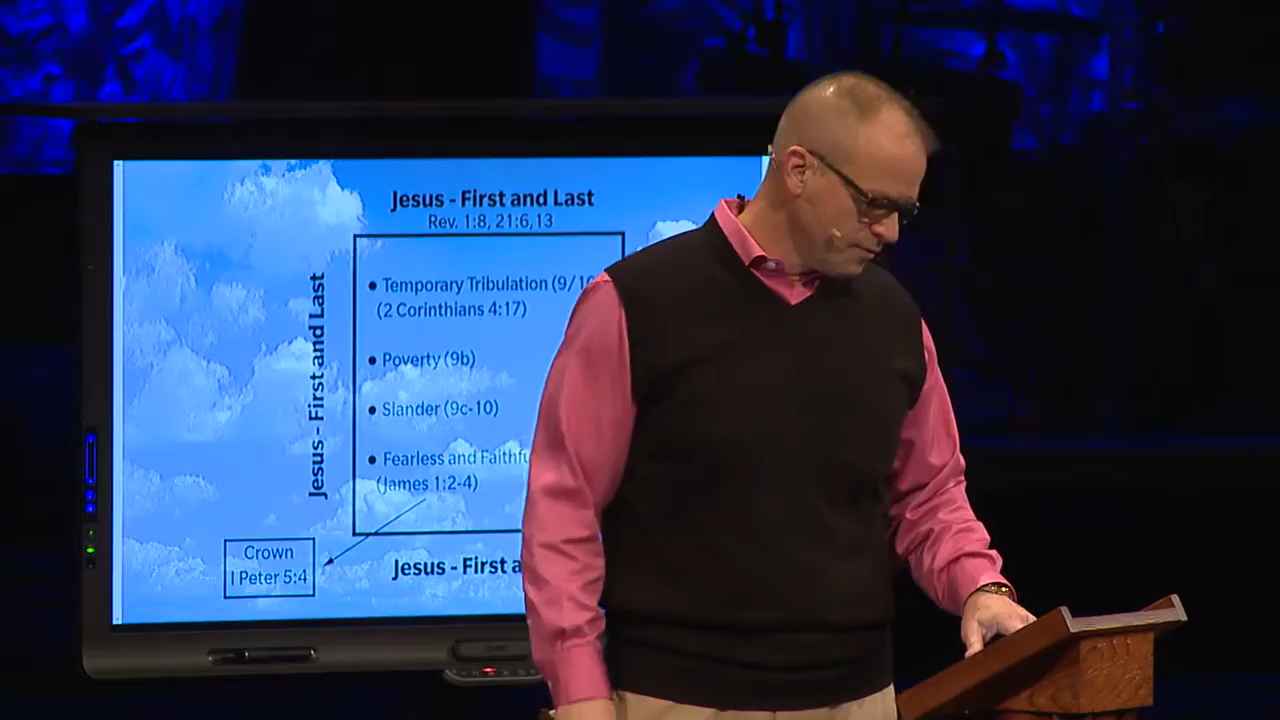 Jesus - First and Last
Rev. 1:8, 21:6,13
Jesus - First and Last
• Temporary Tribulation (9/10
(2 Corinthians 4:17)
• Poverty (9b)
• Slander (9c-10)
• Fearless and Faithfu
(James 1:2-4)
Crown
I Peter 5:4
Jesus - First a